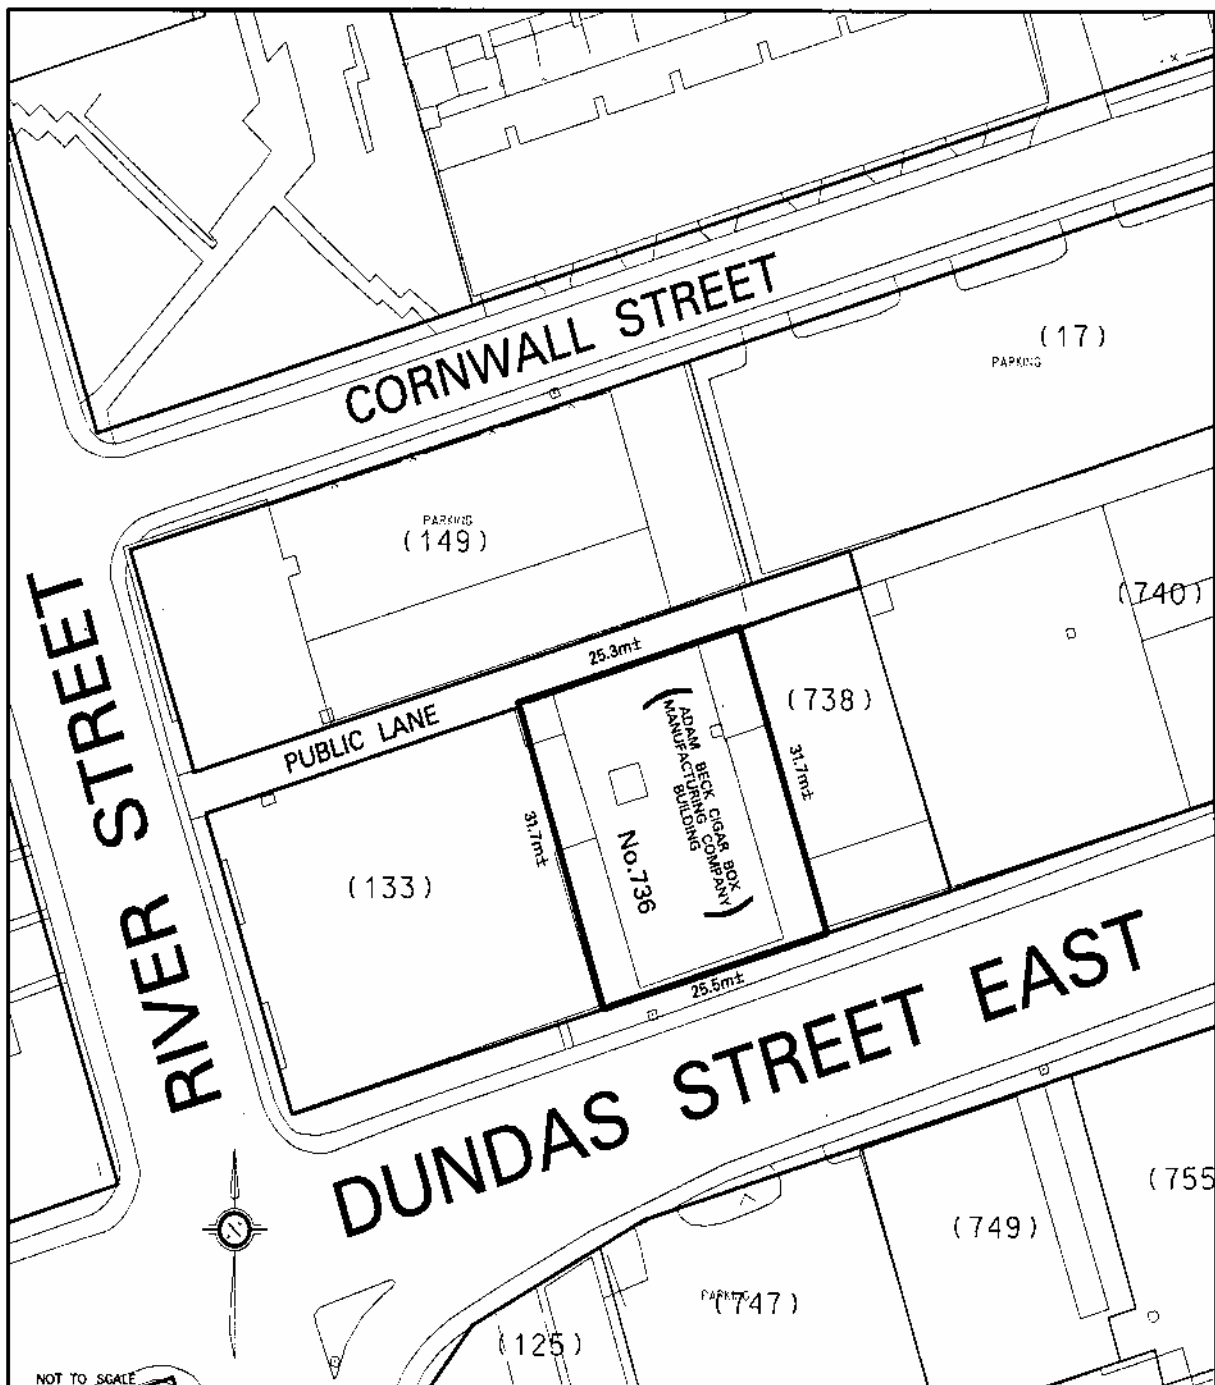 CORNWALL STREET
(17)
PARKING
PARKING
(149)
RIVER STREET
(740)
25.3m±
(738)
PUBLIC LANE
(ADAM BECK CIGAR BOX
MANUFACTURING COMPANY
BUILDING)
31.7m±
31.7m±
No.736
(133)
25.5m±
DUNDAS STREET EAST
(755
(749)
PARKING
(747)
(125)
NOT TO SCALE